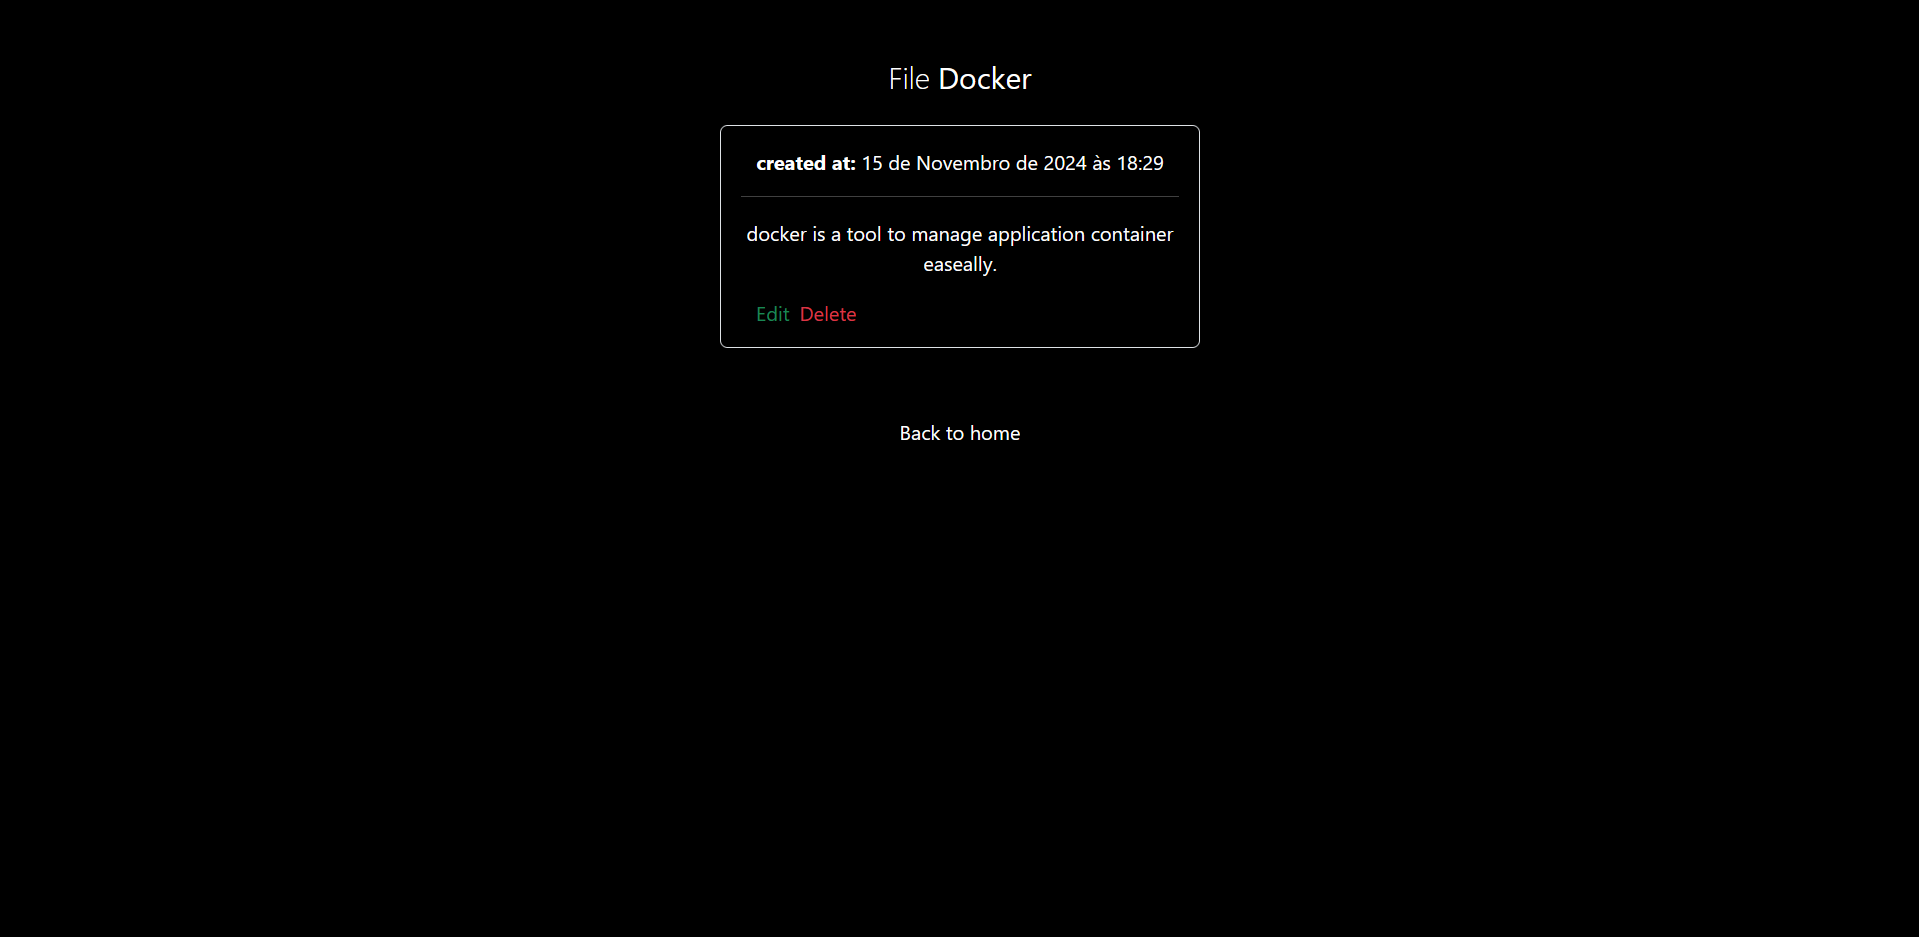 File Docker
created at: 15 de Novembro de 2024 às 18:29
docker is a tool to manage application container
easeally.
Edit Delete
Back to home